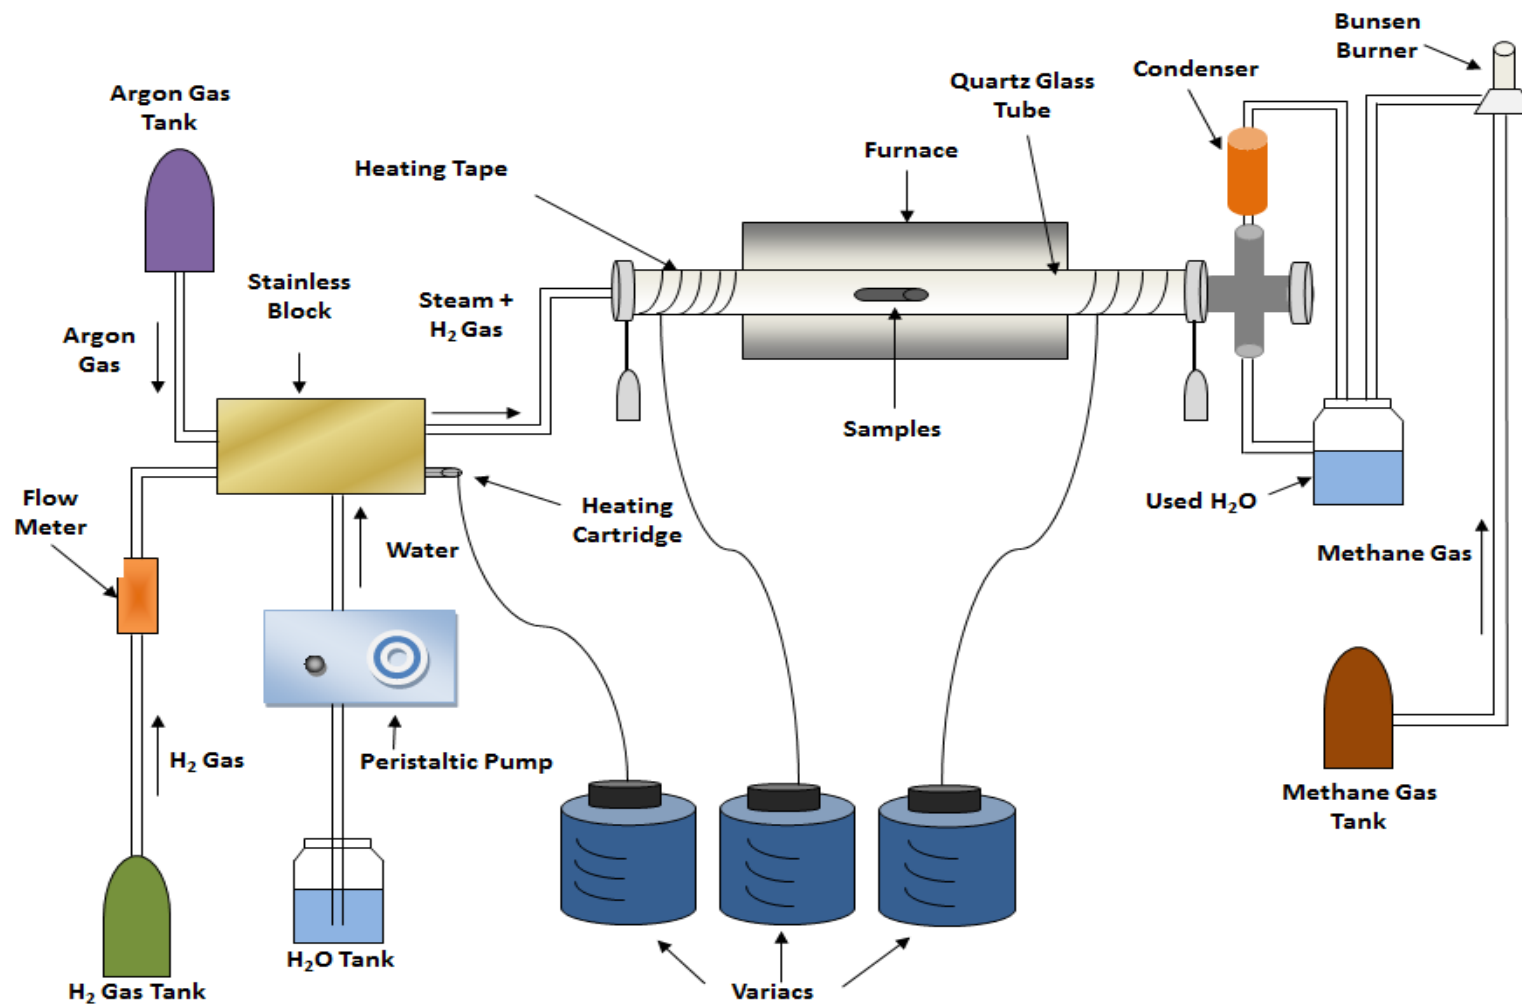 Bunsen
Burner
Condenser
Quartz Glass
Tube
Argon Gas
Tank
Furnace
Heating Tape
Stainless
Block
Steam +
H₂ Gas
Argon
Gas
Samples
Flow
Meter
Heating
Cartridge
Used H₂O
Water
Methane Gas
H₂ Gas
Peristaltic Pump
Methane Gas
Tank
H₂O Tank
H₂ Gas Tank
Variacs